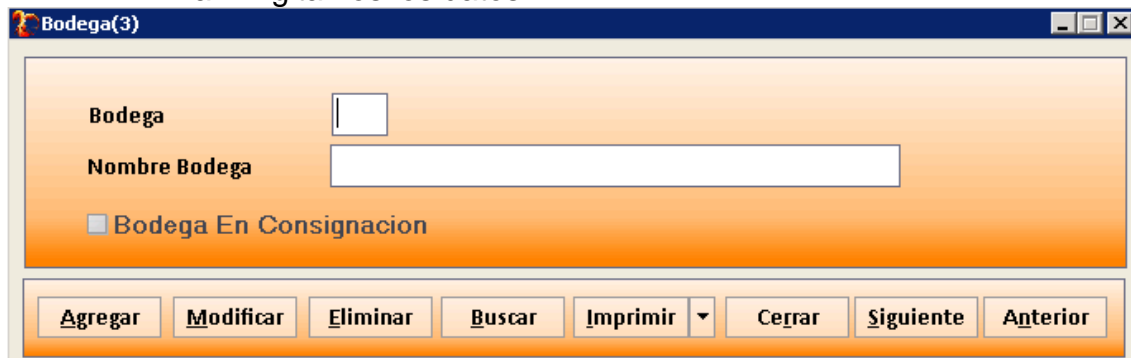 Bodega(3)
Bodega
Nombre Bodega
Bodega En Consignacion
Agregar Modificar Eliminar Buscar Imprimir Cerrar Siguiente Anterior